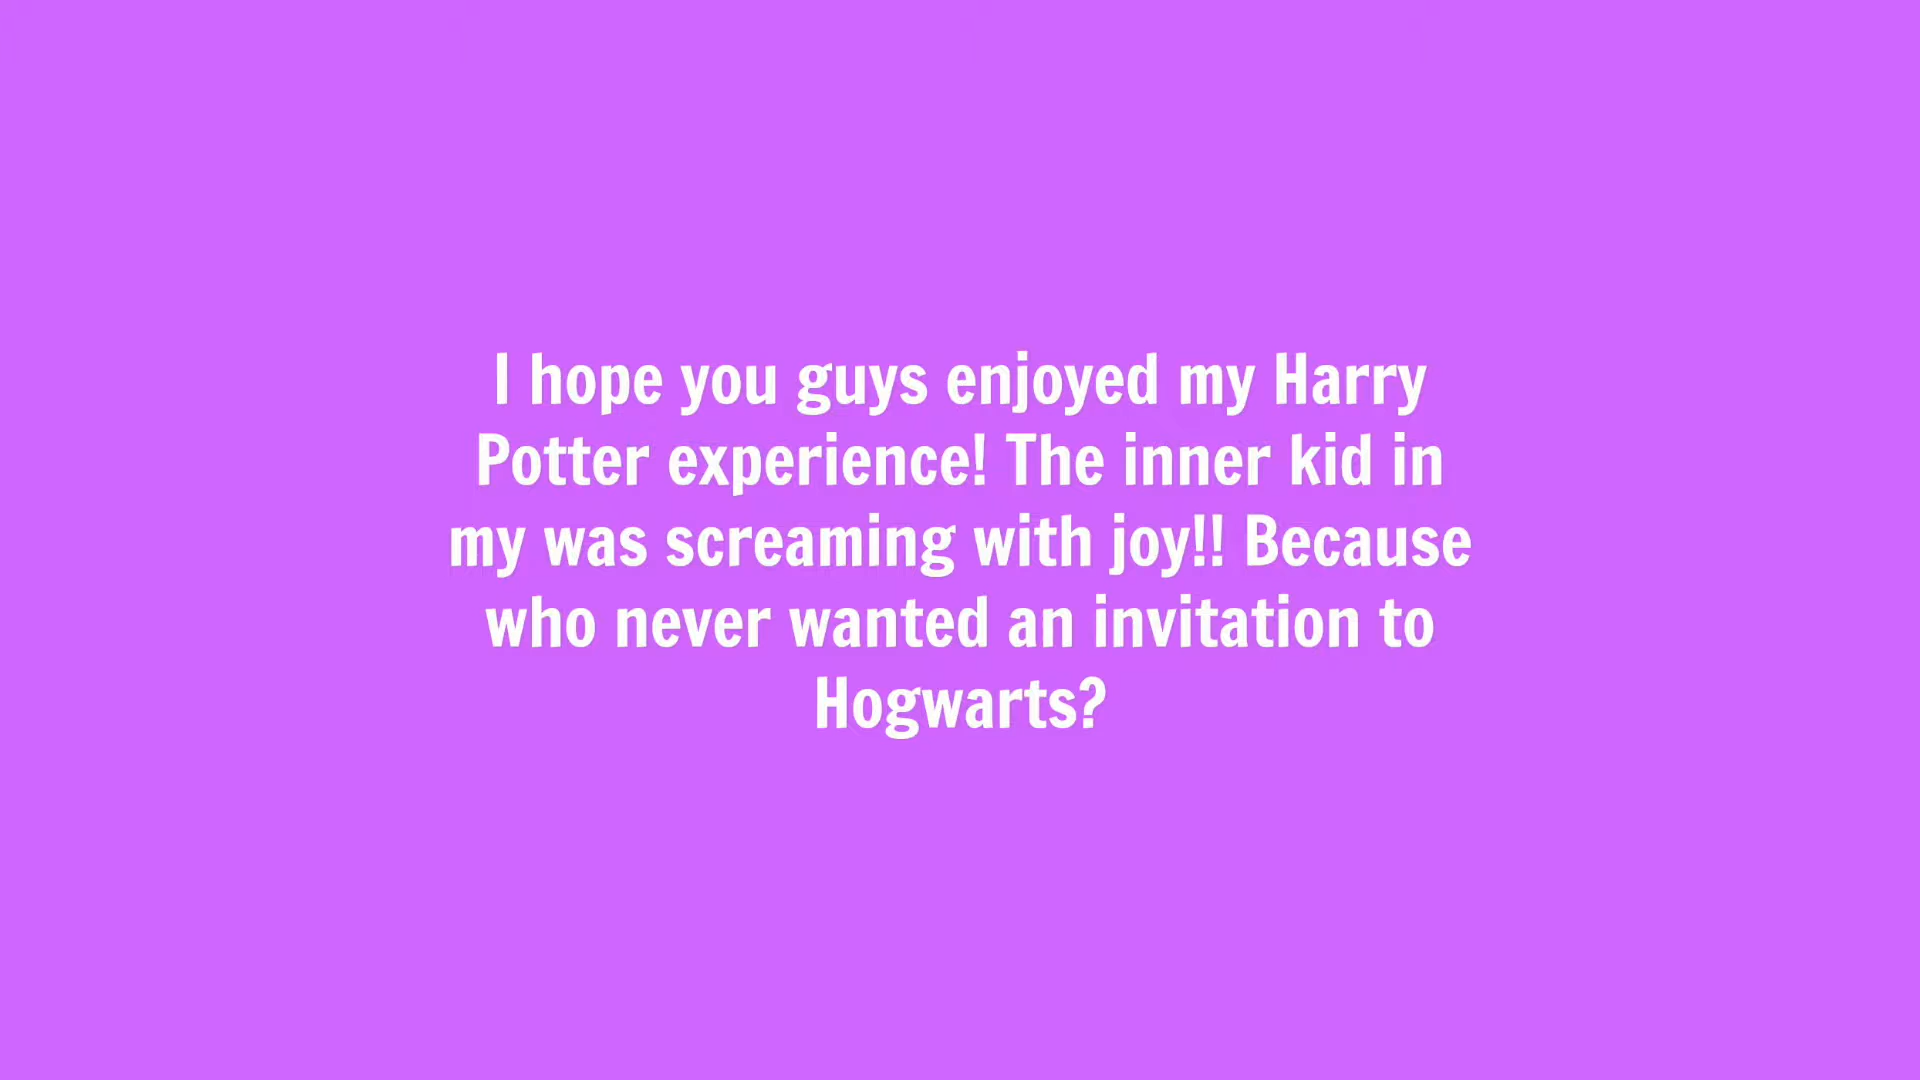 I hope you guys enjoyed my Harry
Potter experience! The inner kid in
my was screaming with joy!! Because
who never wanted an invitation to
Hogwarts?